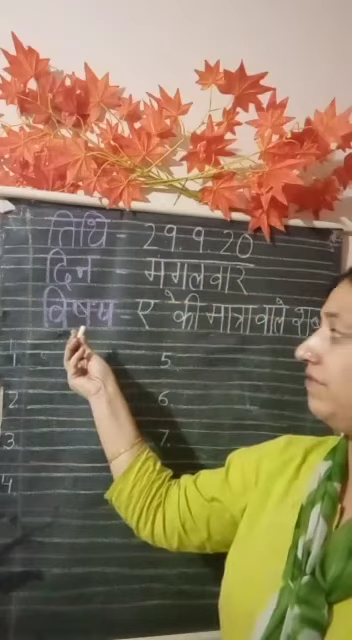 तिथि - 29.9.20
दिन - मंगलवार
विषय - ए की मात्रा वाले
1 5.
2 6.
3 7.
4